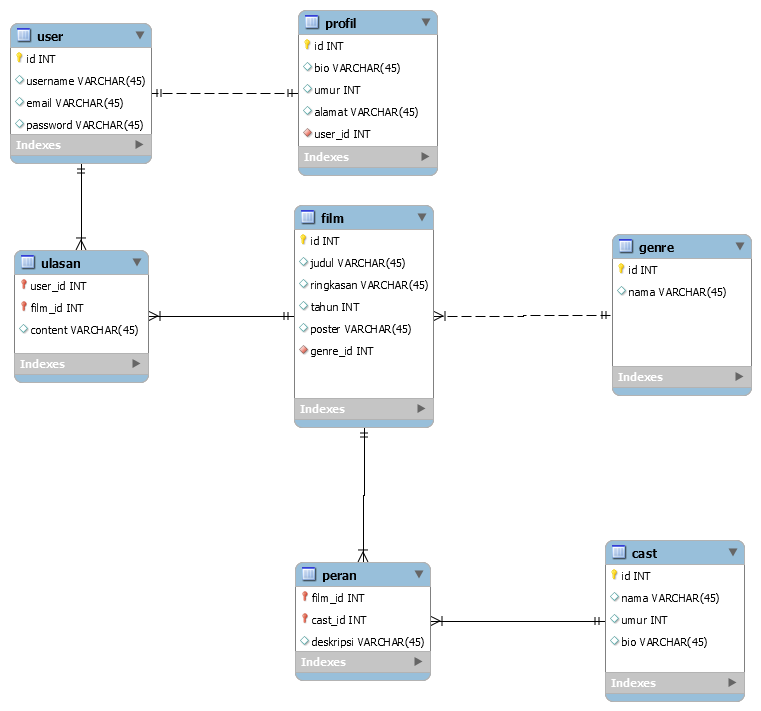 user
id INT
username VARCHAR(45)
email VARCHAR(45)
password VARCHAR(45)
Indexes
profil
id INT
bio VARCHAR(45)
umur INT
alamat VARCHAR(45)
user_id INT
Indexes
ulasan
user_id INT
film_id INT
content VARCHAR(45)
Indexes
film
id INT
judul VARCHAR(45)
ringkasan VARCHAR(45)
tahun INT
poster VARCHAR(45)
genre_id INT
Indexes
genre
id INT
nama VARCHAR(45)
Indexes
peran
film_id INT
cast_id INT
deskripsi VARCHAR(45)
Indexes
cast
id INT
nama VARCHAR(45)
umur INT
bio VARCHAR(45)
Indexes